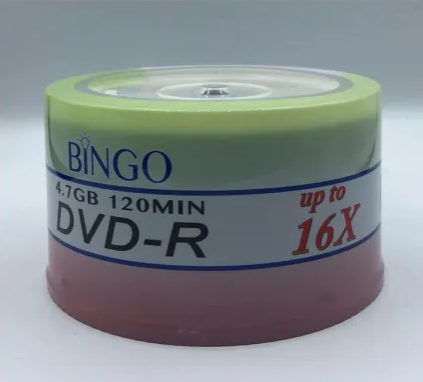 BINGO
4.7GB 120MIN
DVD-R
up to
16X